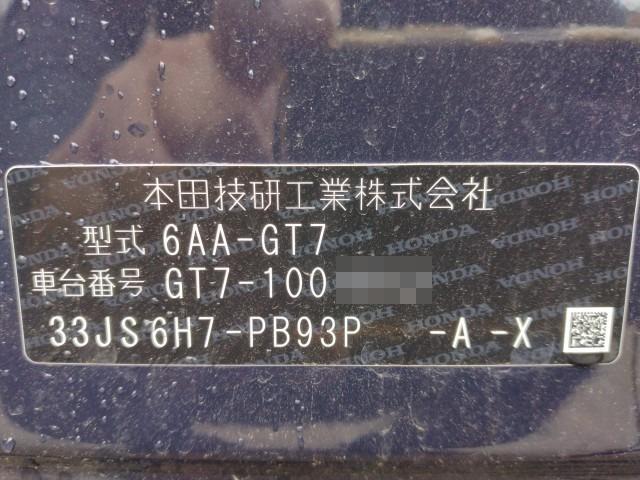 本田技研工業株式会社
型式 6AA-GT7
車台番号 GT7-100
33JS6H7-PB93P -A-X